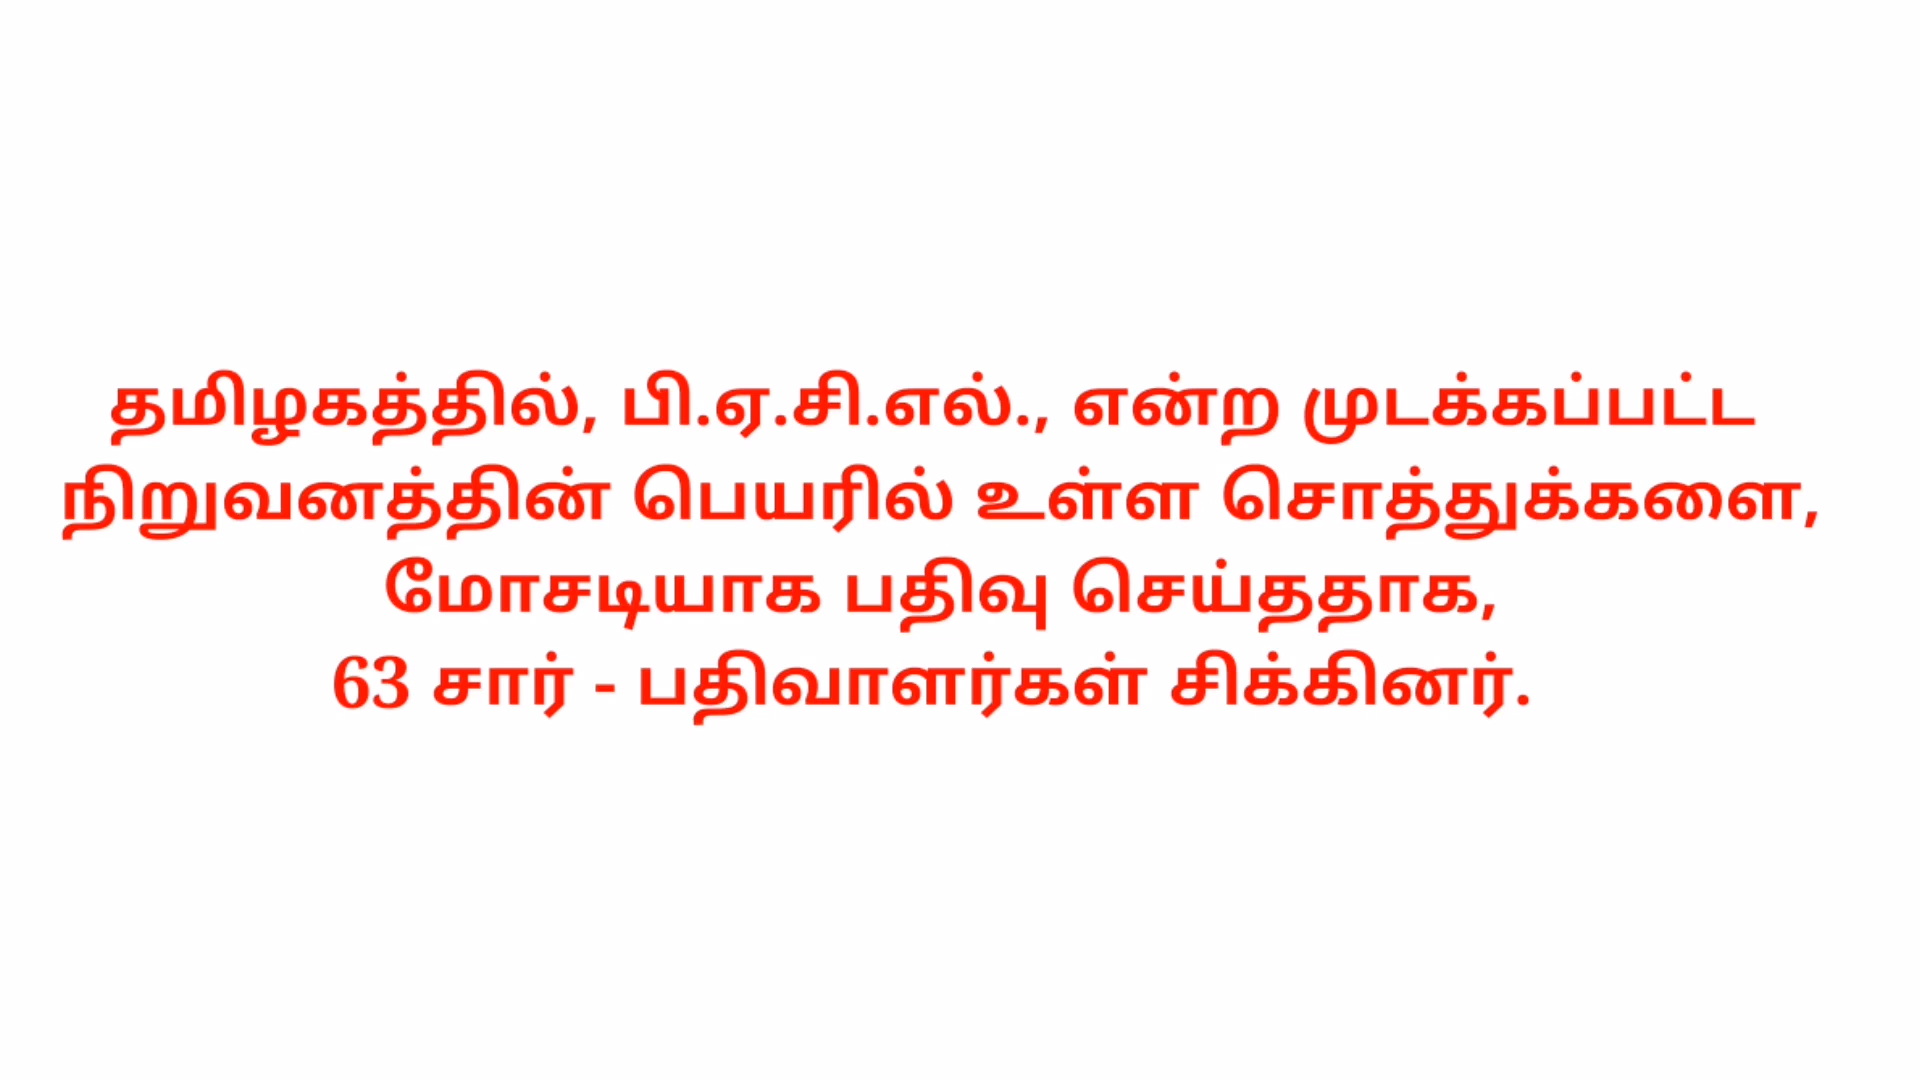 தமிழகத்தில், பி.ஏ.சி.எல்., என்ற முடக்கப்பட்ட
நிறுவனத்தின் பெயரில் உள்ள சொத்துக்களை,
மோசடியாக பதிவு செய்ததாக,
63 சார் - பதிவாளர்கள் சிக்கினர்.